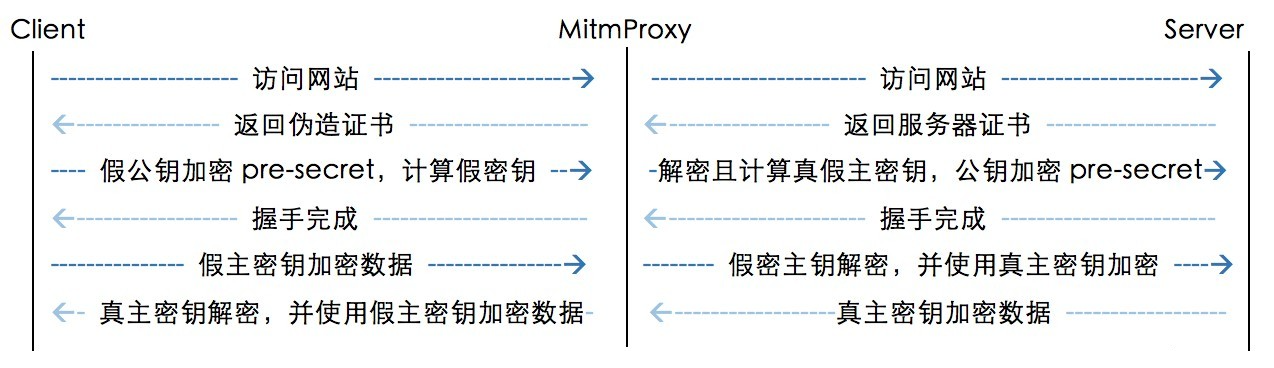 Client MitmProxy Server
访问网站 访问网站
返回伪造证书 返回服务器证书
假公钥加密 pre-secret，计算假密钥 解密且计算真假主密钥，公钥加密 pre-secret
握手完成 握手完成
假主密钥加密数据 假密主钥解密，并使用真主密钥加密
真主密钥解密，并使用假主密钥加密数据 真主密钥加密数据